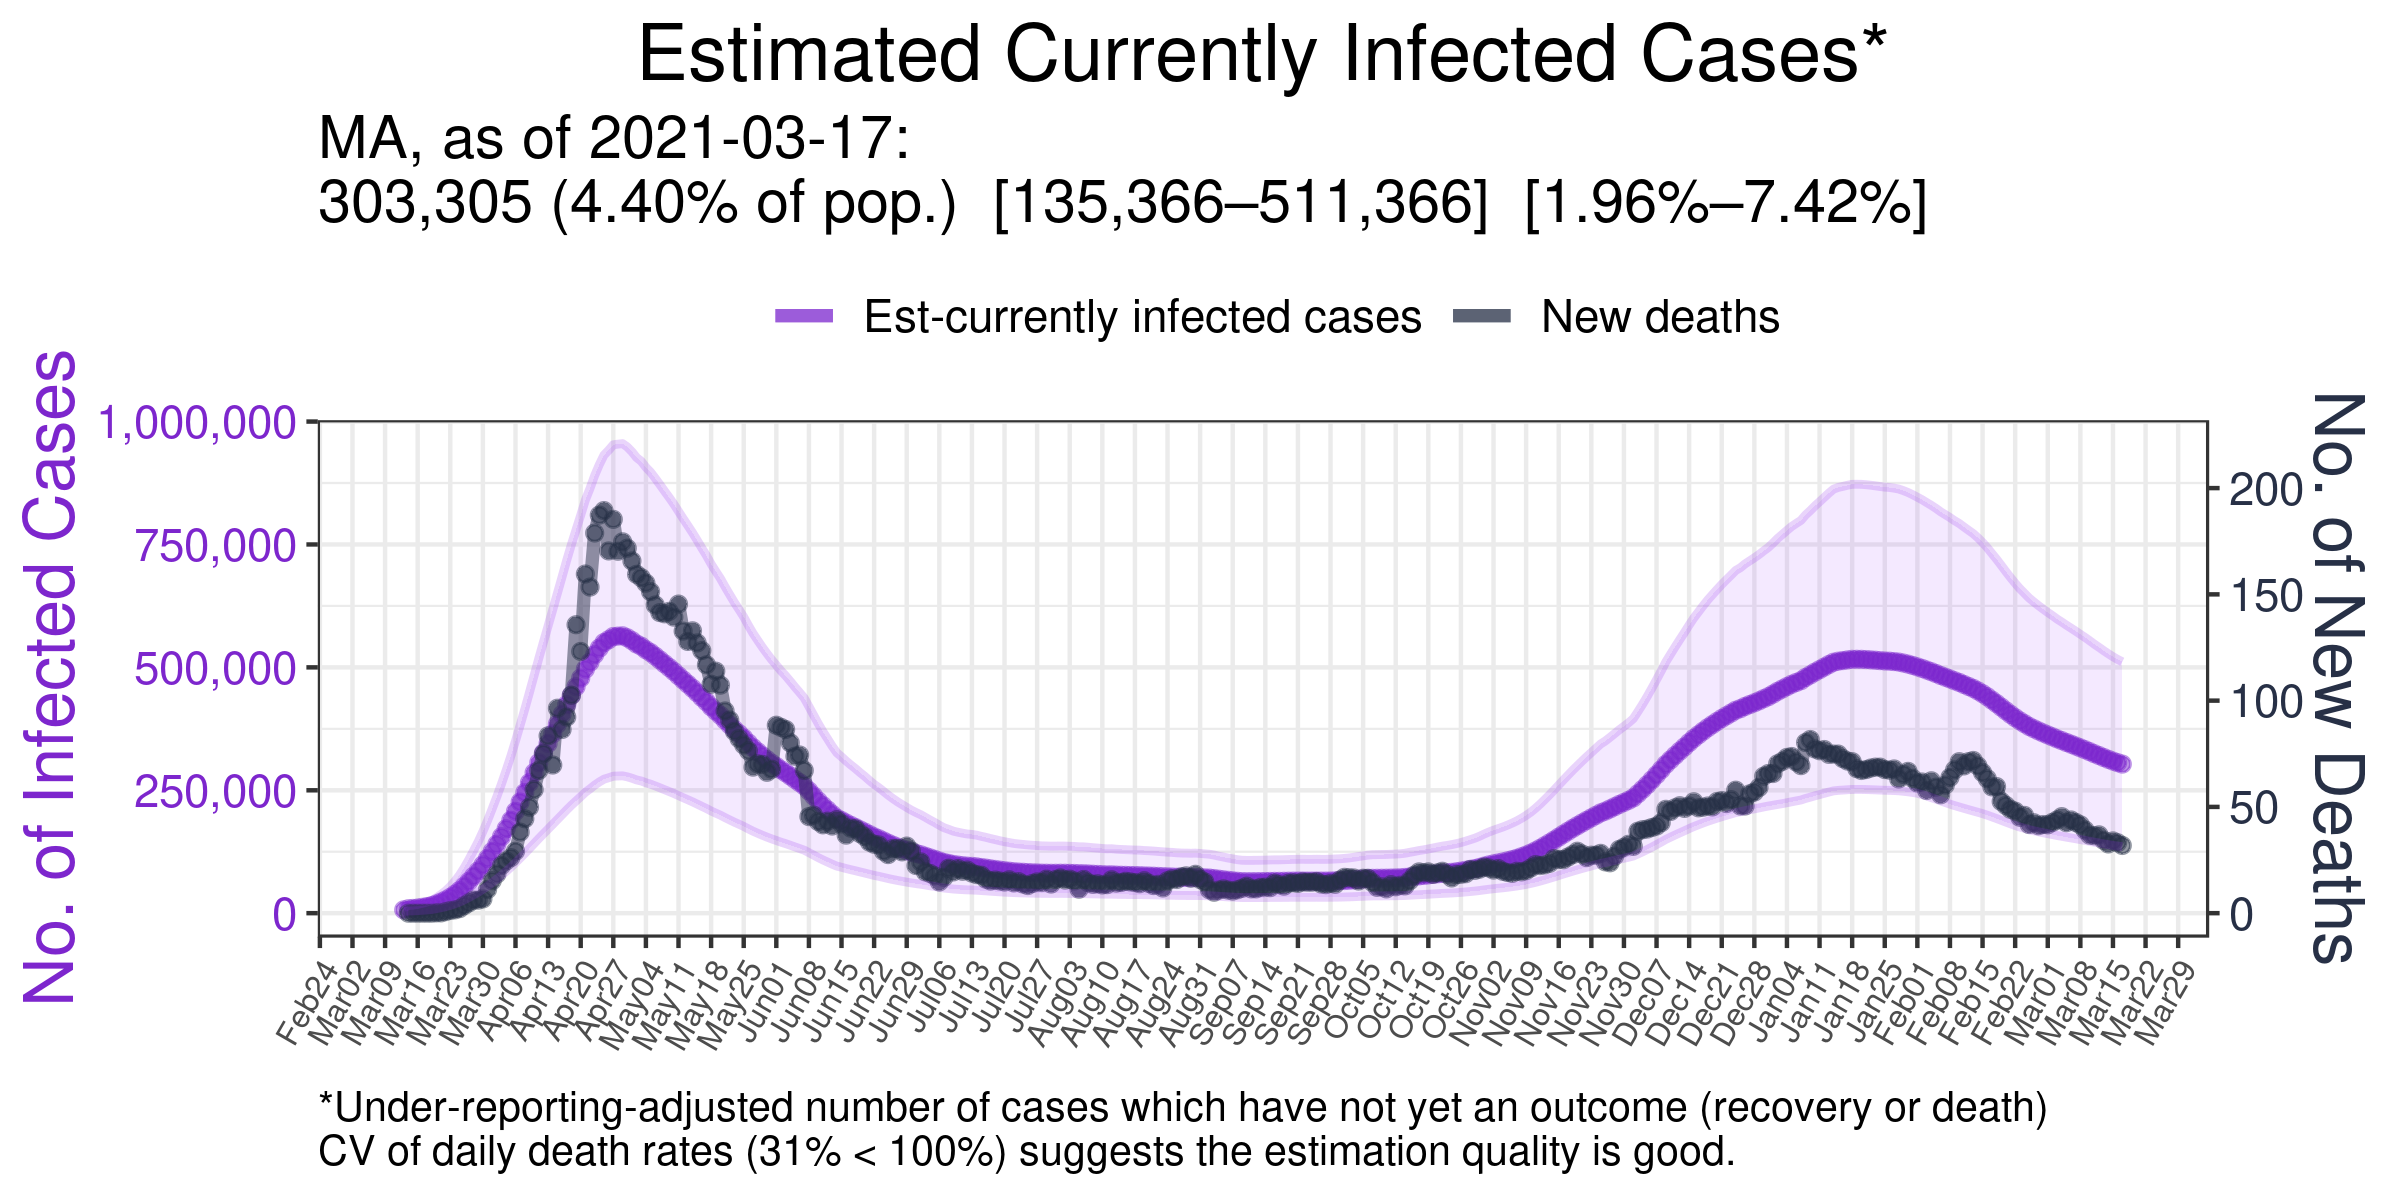 Estimated Currently Infected Cases*
MA, as of 2021-03-17:
303,305 (4.40% of pop.) [135,366–511,366] [1.96%–7.42%]
Est-currently infected cases
New deaths
No. of Infected Cases
1,000,000
750,000
500,000
250,000
0
No. of New Deaths
200
150
100
50
0
Feb24
Mar02
Mar09
Mar16
Mar23
Mar30
Apr06
Apr13
Apr20
Apr27
May04
May11
May18
May25
Jun01
Jun08
Jun15
Jun22
Jun29
Jul06
Jul13
Jul20
Jul27
Aug03
Aug10
Aug17
Aug24
Aug31
Sep07
Sep14
Sep21
Sep28
Oct05
Oct12
Oct19
Oct26
Nov02
Nov09
Nov16
Nov23
Nov30
Dec07
Dec14
Dec21
Dec28
Jan04
Jan11
Jan18
Jan25
Feb01
Feb08
Feb15
Feb22
Mar01
Mar08
Mar15
Mar22
Mar29
*Under-reporting-adjusted number of cases which have not yet an outcome (recovery or death)
CV of daily death rates (31% < 100%) suggests the estimation quality is good.